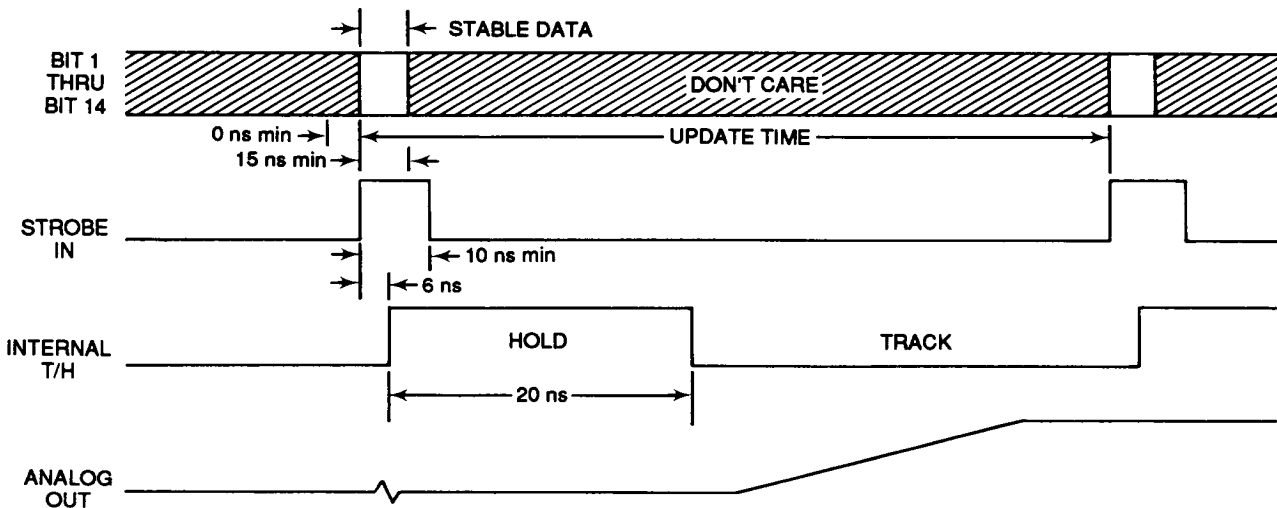 STABLE DATA
BIT 1
THRU
BIT 14
DON'T CARE
0 ns min
UPDATE TIME
15 ns min
STROBE
IN
10 ns min
6 ns
INTERNAL
T/H
HOLD
TRACK
20 ns
ANALOG
OUT